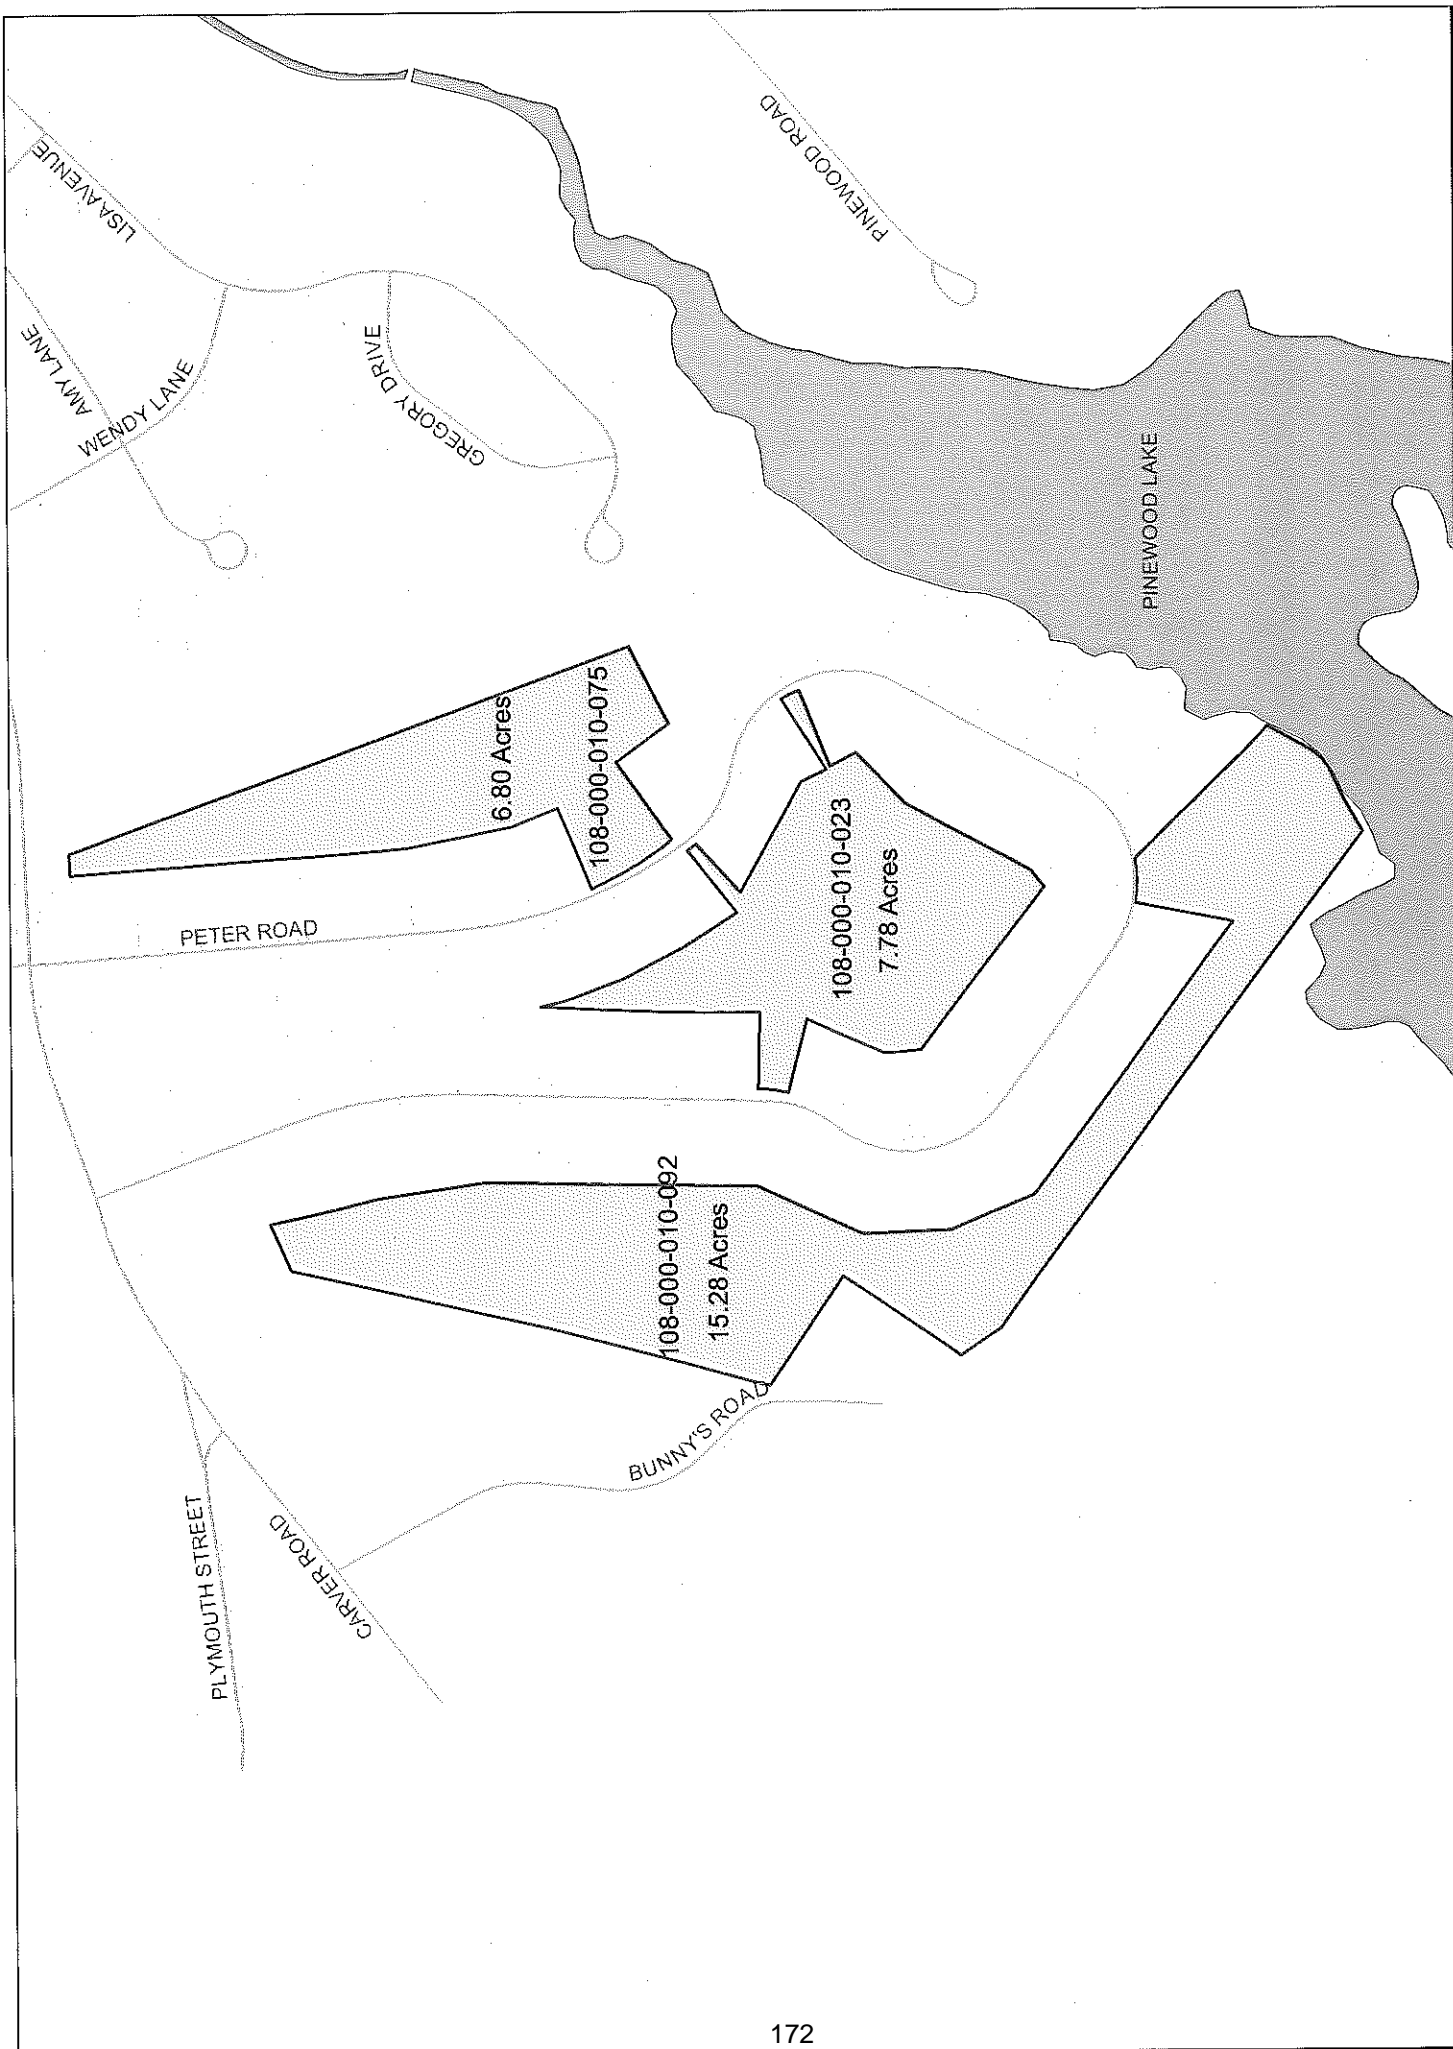 LISA AVENUE
AMY LANE
WENDY LANE
GREGORY DRIVE
PINEWOOD ROAD
PINEWOOD ROAD
PINEWOOD LAKE
6.80 Acres
108-000-010-075
PETER ROAD
108-000-010-023
7.78 Acres
108-000-010-092
15.28 Acres
BUNNY'S ROAD
PLYMOUTH STREET
CARVER ROAD
172